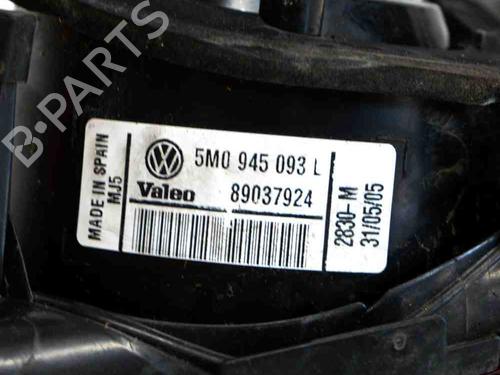 MADE IN SPAIN
MJ5
5M0 945 093 L
Valeo
89037924
2830-M
31/05/05
B-PARTS